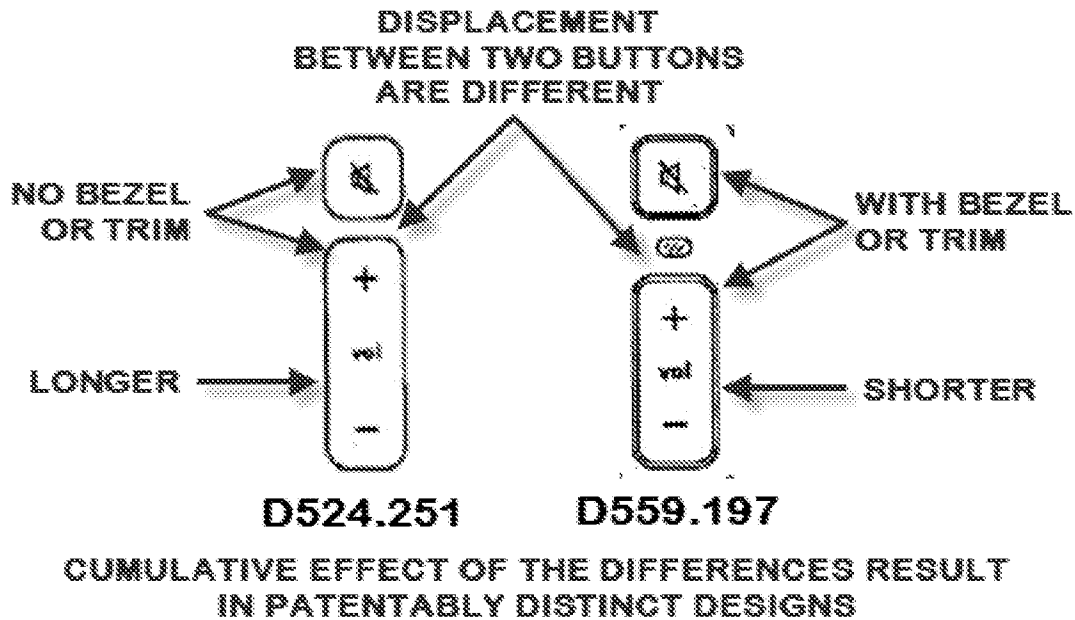 DISPLACEMENT
BETWEEN TWO BUTTONS
ARE DIFFERENT
NO BEZEL
OR TRIM
WITH BEZEL
OR TRIM
+
vol
−
+
vol
−
LONGER
SHORTER
D524.251
D559.197
CUMULATIVE EFFECT OF THE DIFFERENCES RESULT
IN PATENTABLY DISTINCT DESIGNS